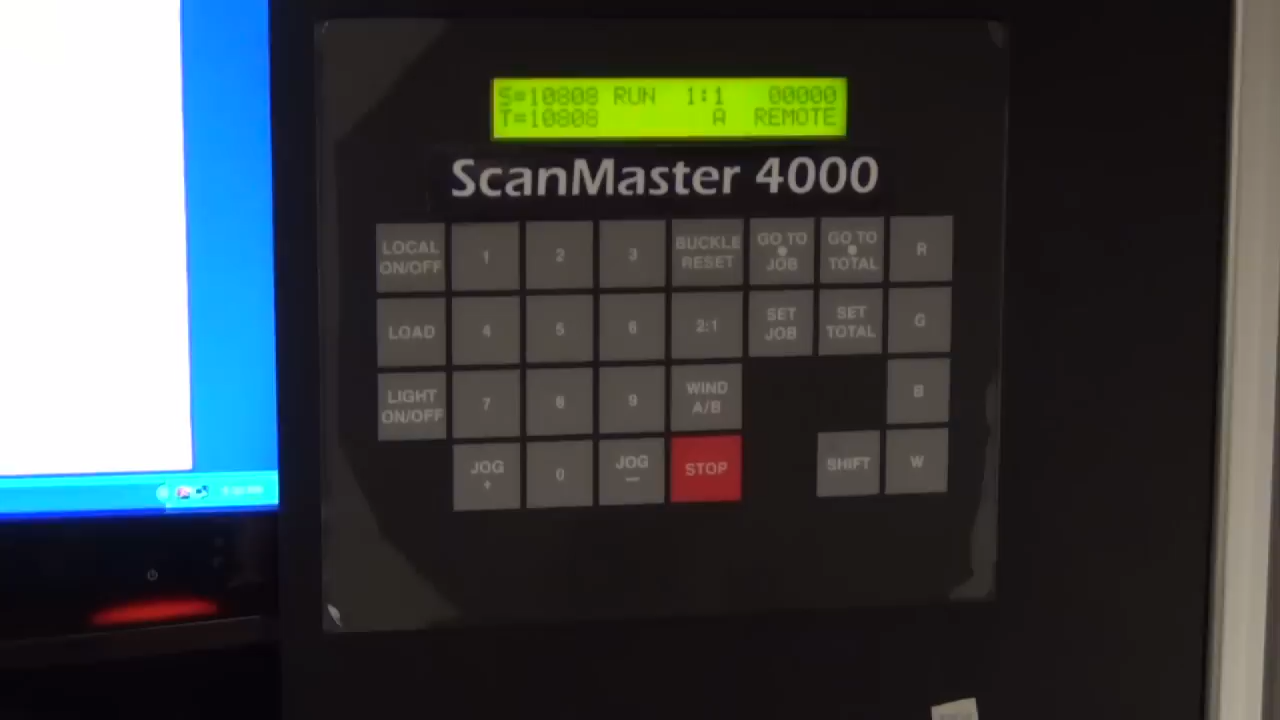 S=10808 RUN 1:1 00000
T=10808 A REMOTE
ScanMaster 4000
LOCAL ON/OFF
1
2
3
BUCKLE RESET
GO TO JOB
GO TO TOTAL
R
LOAD
4
5
6
2:1
SET JOB
SET TOTAL
G
LIGHT ON/OFF
7
8
9
WIND A/B
B
JOG +
0
JOG —
STOP
SHIFT
W